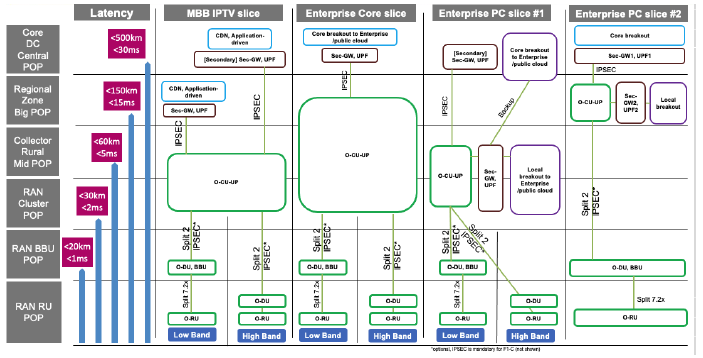 Latency
MBB IPTV slice
Enterprise Core slice
Enterprise PC slice #1
Enterprise PC slice #2
Core
DC
Central
POP
<500km
<30ms
CDN, Application-
driven
[Secondary] Sec-GW, UPF
Core breakout to Enterprise
/public cloud
Sec-GW, UPF
[Secondary]
Sec-GW, UPF
Core
breakout to
Enterprise
/public cloud
Core breakout
Sec-GW1, UPF1
IPSEC
Regional
Zone
Big POP
<150km
<15ms
CDN, Application-
driven
Sec-GW, UPF
IPSEC
IPSEC
IPSEC
IPSEC
Backup
O-CU-UP
Sec-
GW2,
UPF2
Local
breakout
Collector
Rural
Mid POP
<60km
<5ms
O-CU-UP
O-CU-UP
O-CU-UP
Sec-
GW,
UPF
Local
breakout to
Enterprise
/public cloud
RAN
Cluster
POP
<30km
<2ms
Split 2
IPSEC*
Split 2
IPSEC*
Split 2
IPSEC*
Split 2
IPSEC*
Split 2
IPSEC*
Split 2
IPSEC*
Split 2
IPSEC*
RAN BBU
POP
<20km
<1ms
O-DU, BBU
O-DU, BBU
O-DU, BBU
O-DU, BBU
Split 7.2x
Split 7.2x
Split 7.2x
Split 7.2x
RAN RU
POP
O-DU
O-DU
O-DU
O-RU
O-RU
O-RU
O-RU
O-RU
O-RU
O-RU
Low Band
High Band
Low Band
High Band
Low Band
High Band
*optional, IPSEC is mandatory for F1-C (not shown)